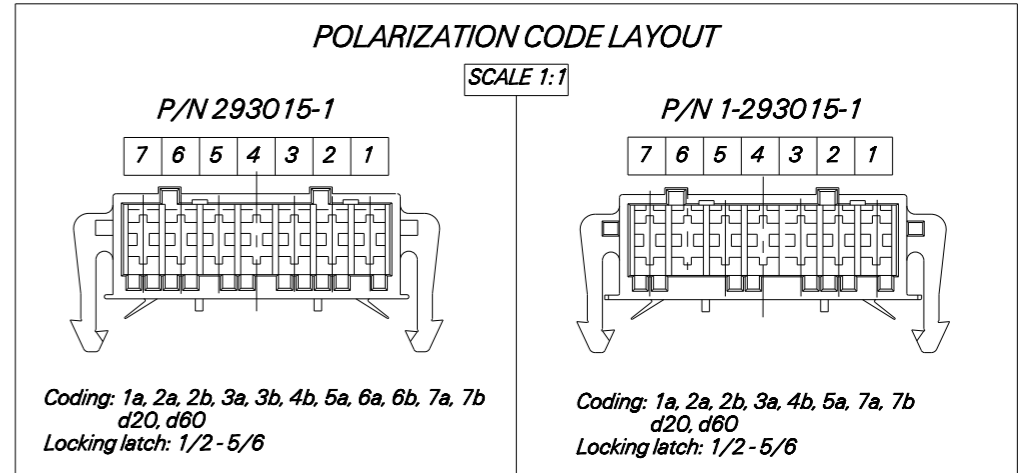 POLARIZATION CODE LAYOUT
SCALE 1:1
P/N 293015-1
7 6 5 4 3 2 1
Coding: 1a, 2a, 2b, 3a, 3b, 4b, 5a, 6a, 6b, 7a, 7b
d20, d60
Locking latch: 1/2 - 5/6
P/N 1-293015-1
7 6 5 4 3 2 1
Coding: 1a, 2a, 2b, 3a, 4b, 5a, 7a, 7b
d20, d60
Locking latch: 1/2 - 5/6